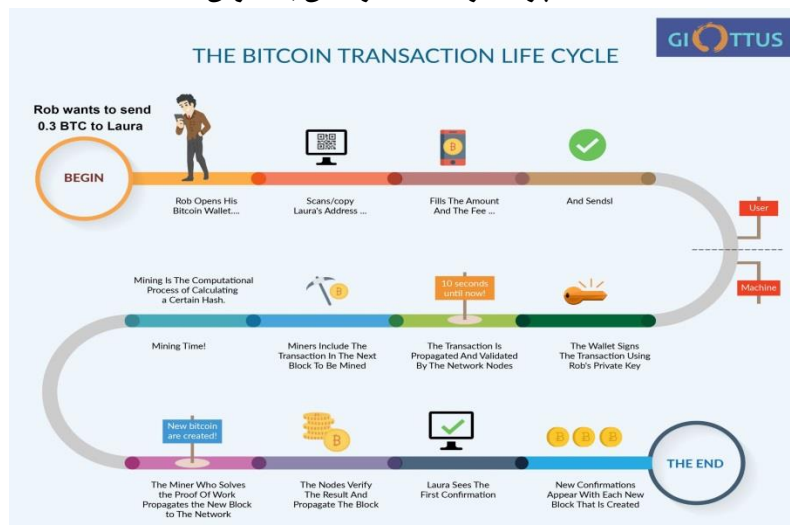 GIOTTUS
THE BITCOIN TRANSACTION LIFE CYCLE
Rob wants to send
0.3 BTC to Laura
BEGIN
Rob Opens His
Bitcoin Wallet....
Scans/copy
Laura's Address ...
Fills The Amount
And The Fee ...
And Sends!
User
Machine
The Wallet Signs
The Transaction Using
Rob's Private Key
10 seconds
until now!
The Transaction Is
Propagated And Validated
By The Network Nodes
Miners Include The
Transaction In The Next
Block To Be Mined
Mining Is The Computational
Process of Calculating
a Certain Hash.
Mining Time!
New bitcoin
are created!
The Miner Who Solves
the Proof Of Work
Propagates the New Block
to The Network
The Nodes Verify
The Result And
Propagate The Block
Laura Sees The
First Confirmation
New Confirmations
Appear With Each New
Block That Is Created
THE END